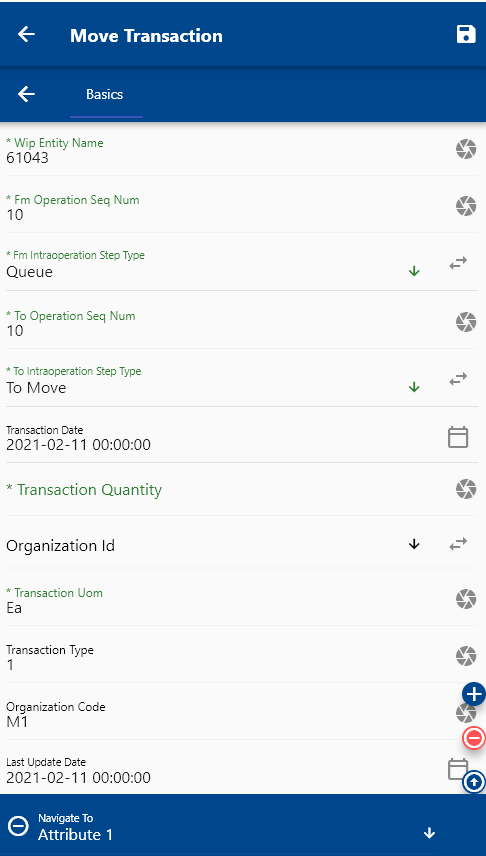 Move Transaction
Basics
* Wip Entity Name
61043
* Fm Operation Seq Num
10
* Fm Intraoperation Step Type
Queue
* To Operation Seq Num
10
* To Intraoperation Step Type
To Move
Transaction Date
2021-02-11 00:00:00
* Transaction Quantity
Organization Id
* Transaction Uom
Ea
Transaction Type
1
Organization Code
M1
Last Update Date
2021-02-11 00:00:00
Navigate To
Attribute 1